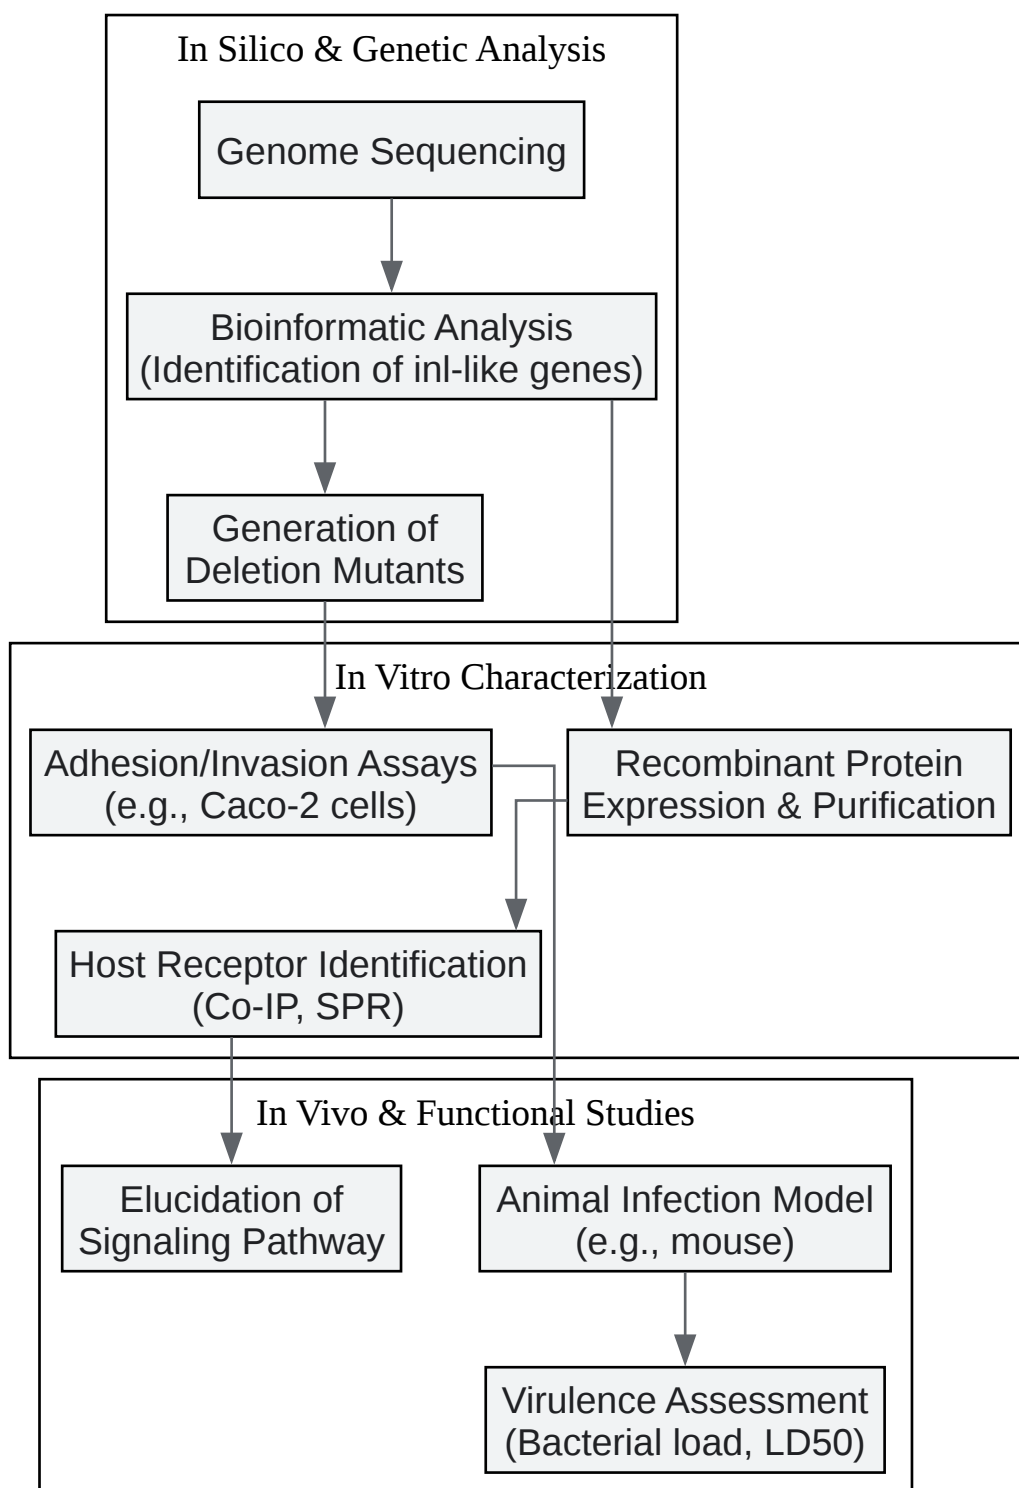 In Silico & Genetic Analysis
Genome Sequencing
Bioinformatic Analysis
(Identification of inl-like genes)
Generation of
Deletion Mutants
In Vitro Characterization
Adhesion/Invasion Assays
(e.g., Caco-2 cells)
Recombinant Protein
Expression & Purification
Host Receptor Identification
(Co-IP, SPR)
In Vivo & Functional Studies
Elucidation of
Signaling Pathway
Animal Infection Model
(e.g., mouse)
Virulence Assessment
(Bacterial load, LD50)